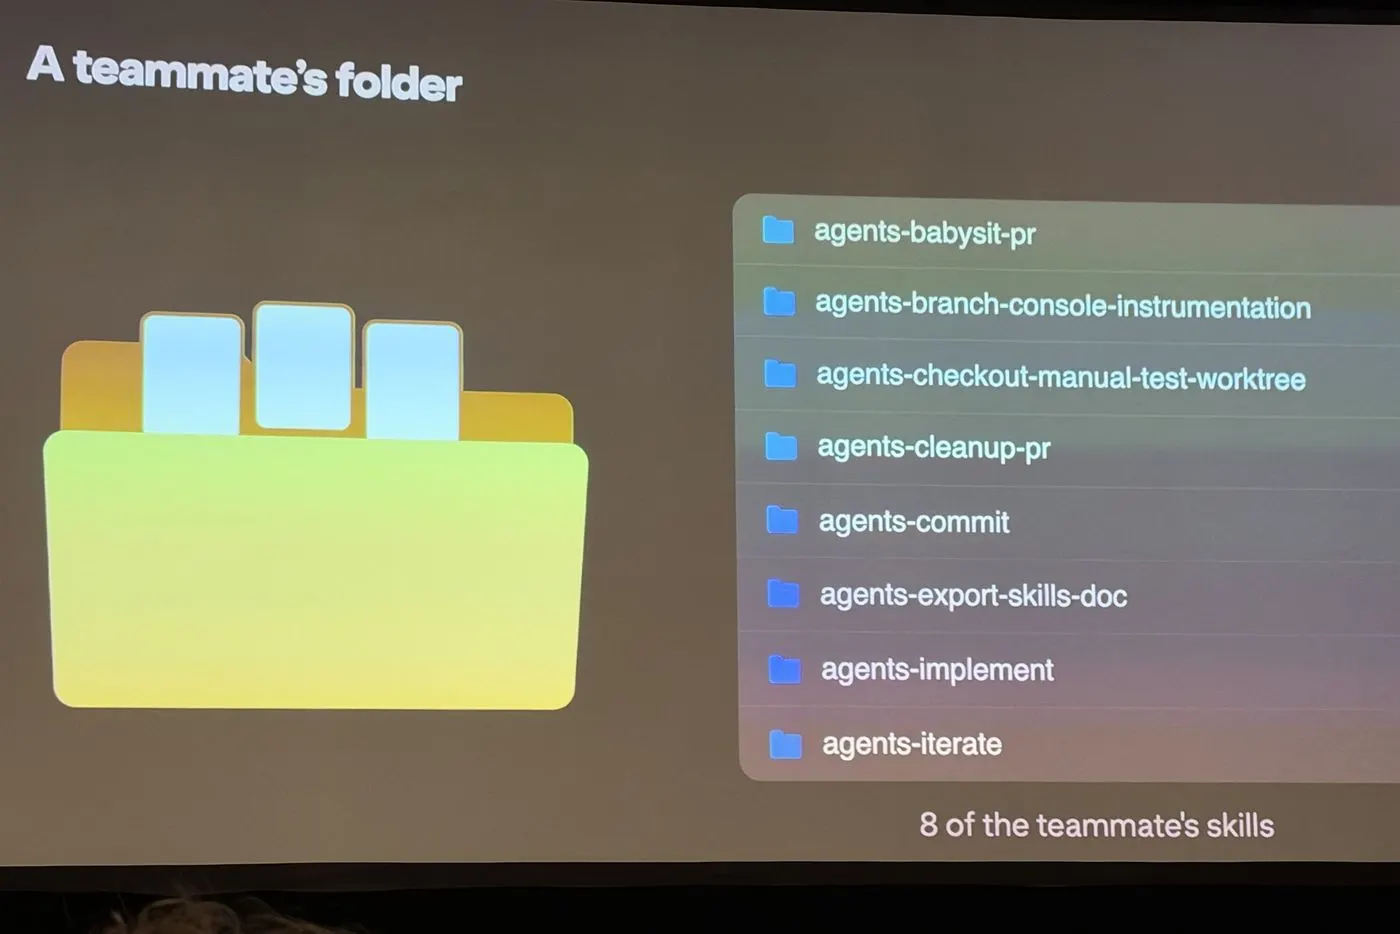 A teammate’s folder
agents-babysit-pr
agents-branch-console-instrumentation
agents-checkout-manual-test-worktree
agents-cleanup-pr
agents-commit
agents-export-skills-doc
agents-implement
agents-iterate
8 of the teammate's skills